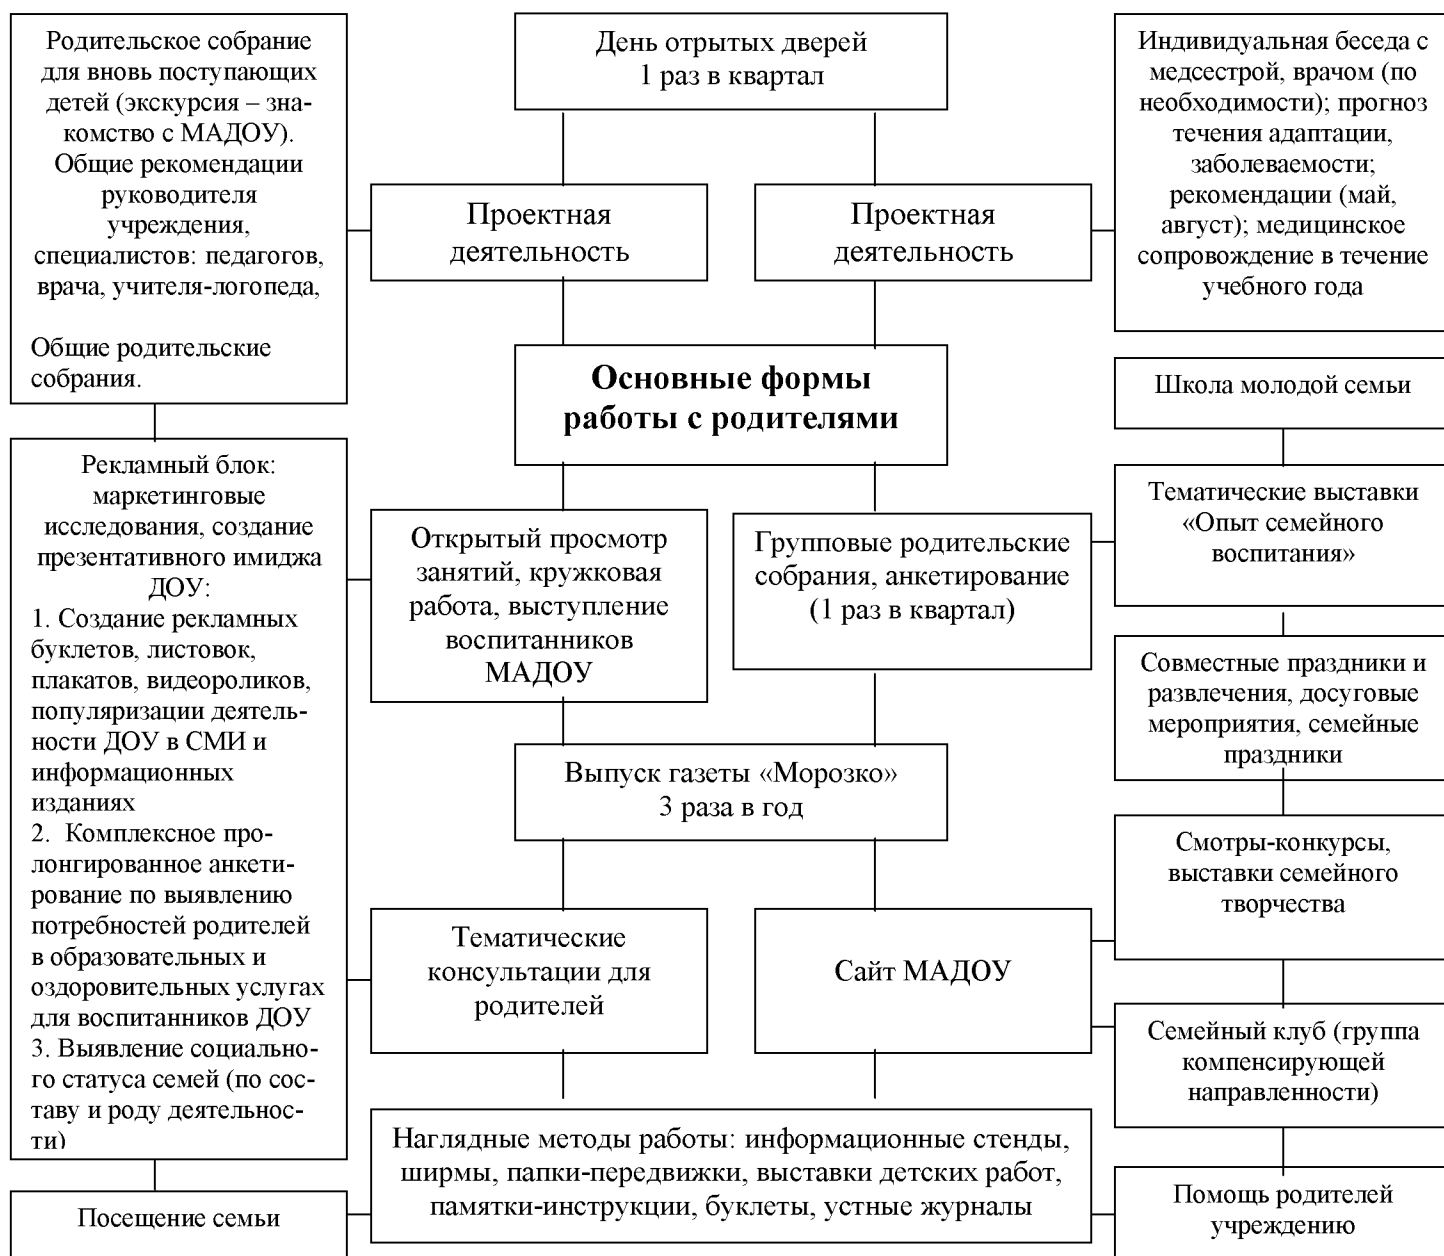 Родительское собрание
для вновь поступающих
детей (экскурсия – зна-
комство с МАДОУ).
Общие рекомендации
руководителя
учреждения,
специалистов: педагогов,
врача, учителя-логопеда,
Общие родительские
собрания.
День отрытых дверей
1 раз в квартал
Индивидуальная беседа с
медсестрой, врачом (по
необходимости); прогноз
течения адаптации,
заболеваемости;
рекомендации (май,
август); медицинское
сопровождение в течение
учебного года
Проектная
деятельность
Проектная
деятельность
Основные формы
работы с родителями
Школа молодой семьи
Рекламный блок:
маркетинговые
исследования, создание
презентативного имиджа
ДОУ:
1. Создание рекламных
буклетов, листовок,
плакатов, видеороликов,
популяризации деятель-
ности ДОУ в СМИ и
информационных
изданиях
2. Комплексное про-
лонгированное анкети-
рование по выявлению
потребностей родителей
в образовательных и
оздоровительных услугах
для воспитанников ДОУ
3. Выявление социально-
го статуса семей (по сос-
таву и роду деятельнос-
ти)
Открытый просмотр
занятий, кружковая
работа, выступление
воспитанников
МАДОУ
Групповые родительские
собрания, анкетирование
(1 раз в квартал)
Тематические выставки
«Опыт семейного
воспитания»
Совместные праздники и
развлечения, досуговые
мероприятия, семейные
праздники
Выпуск газеты «Морозко»
3 раза в год
Смотры-конкурсы,
выставки семейного
творчества
Тематические
консультации для
родителей
Сайт МАДОУ
Семейный клуб (группа
компенсирующей
направленности)
Наглядные методы работы: информационные стенды,
ширмы, папки-передвижки, выставки детских работ,
памятки-инструкции, буклеты, устные журналы
Посещение семьи
Помощь родителей
учреждению